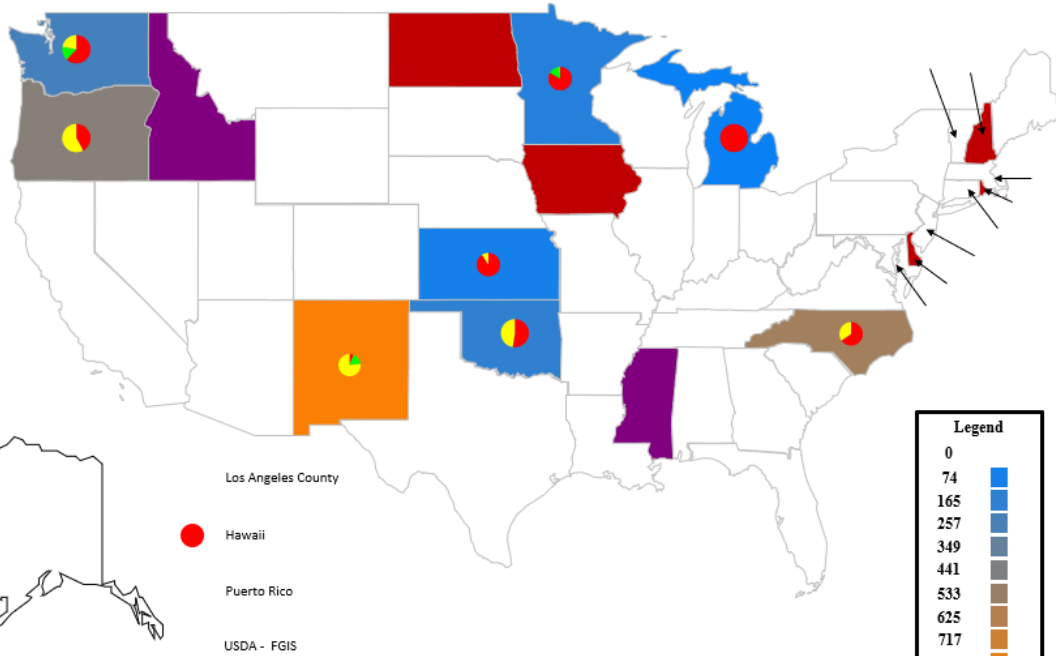 Los Angeles County
Hawaii
Puerto Rico
USDA - FGIS
Legend
0
74
165
257
349
441
533
625
717